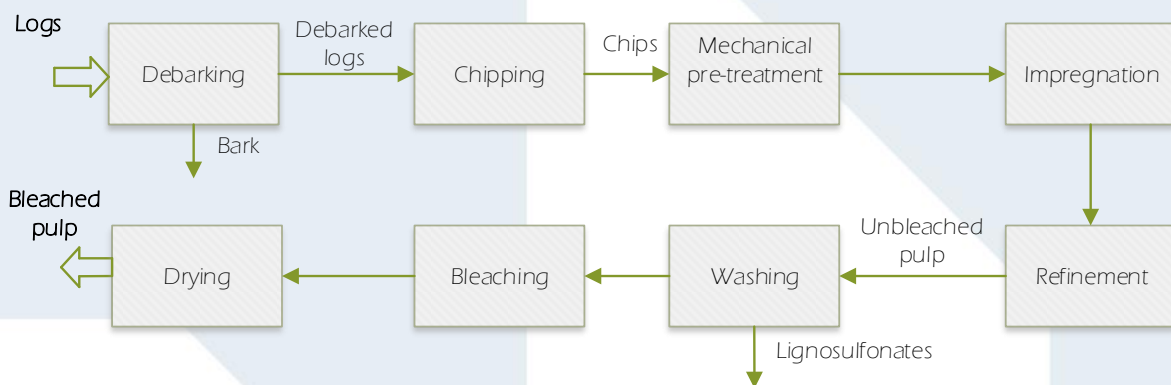 Logs
Debarking
Debarked
logs
Chipping
Chips
Mechanical
pre-treatment
Impregnation
Bark
Bleached
pulp
Drying
Bleaching
Washing
Unbleached
pulp
Refinement
Lignosulfonates